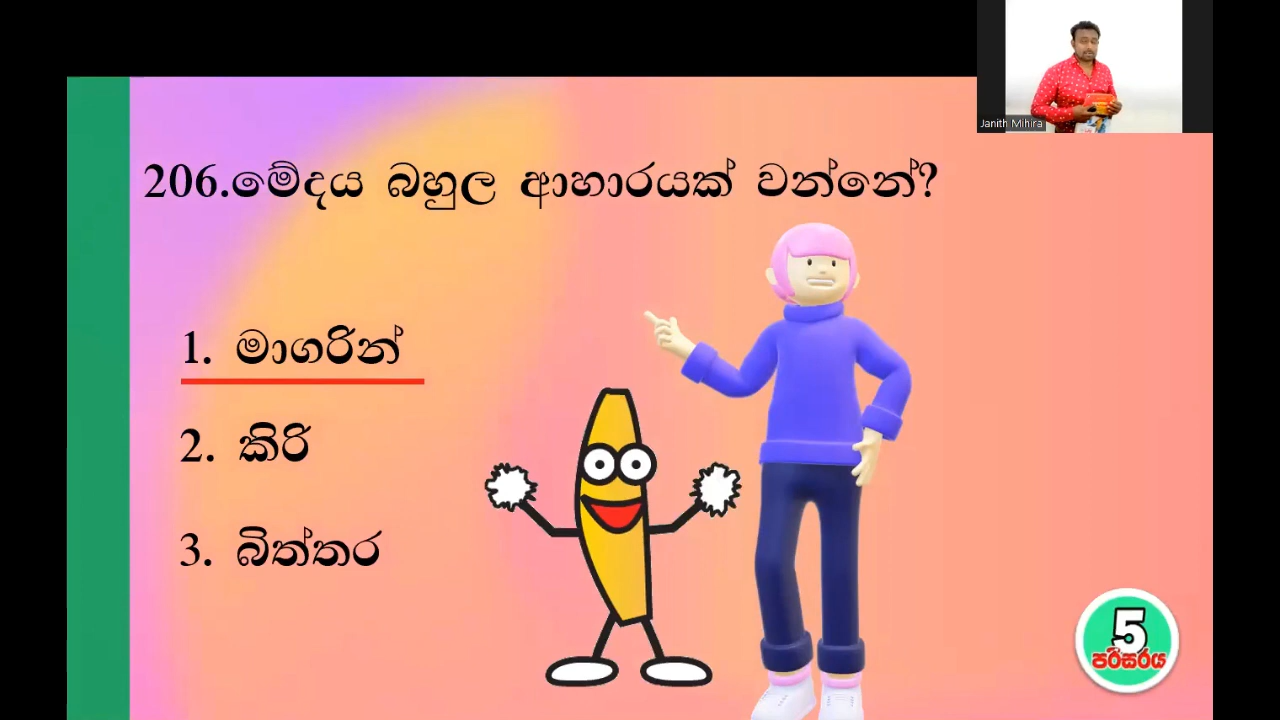 Janith Mihira
206.මේදය බහුල ආහාරයක් වන්නේ?
1. මාගරින්
2. කිරි
3. බිත්තර
5
පරිසරය